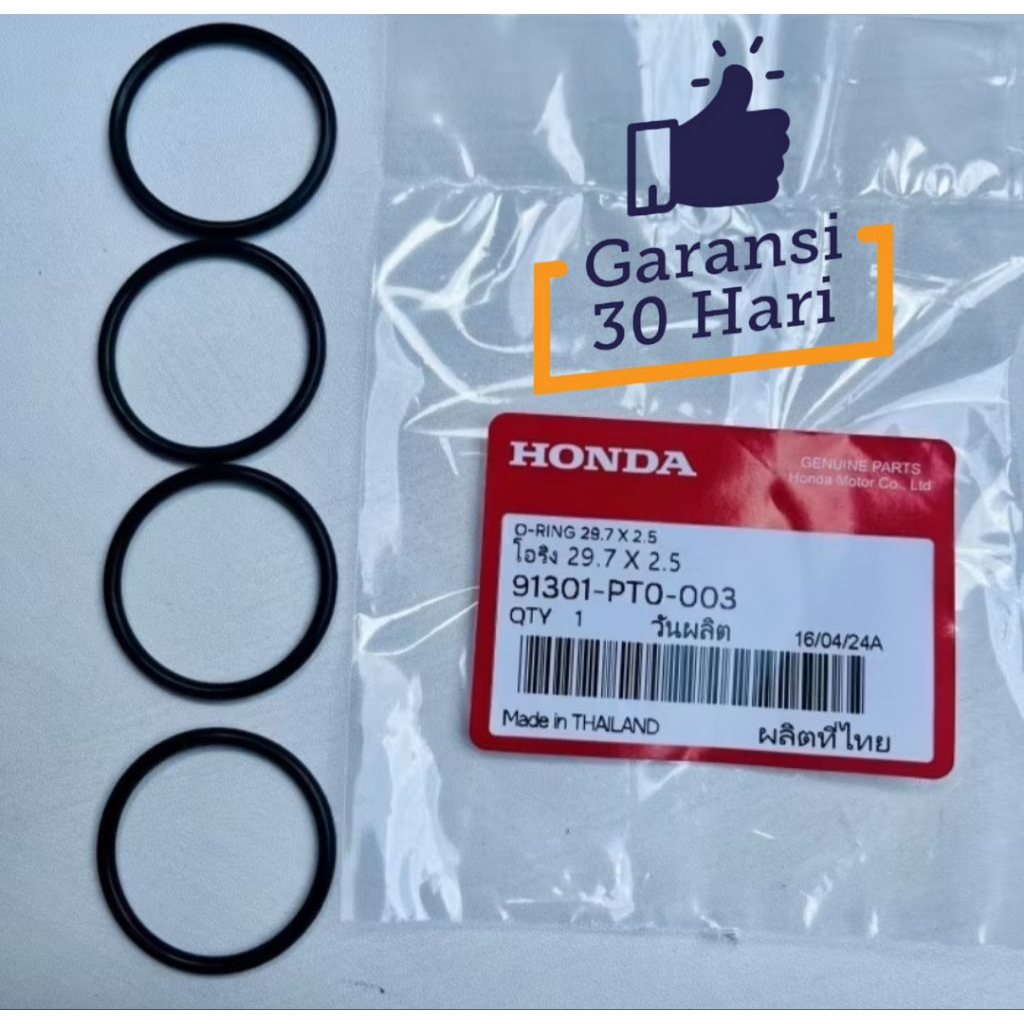 Garansi
30 Hari
HONDA
GENUINE PARTS
Honda Motor Co., Ltd
O-RING 29.7 X 2.5
โอริง 29.7 X 2.5
91301-PT0-003
QTY 1 วันผลิต 16/04/24A
Made in THAILAND ผลิตที่ไทย